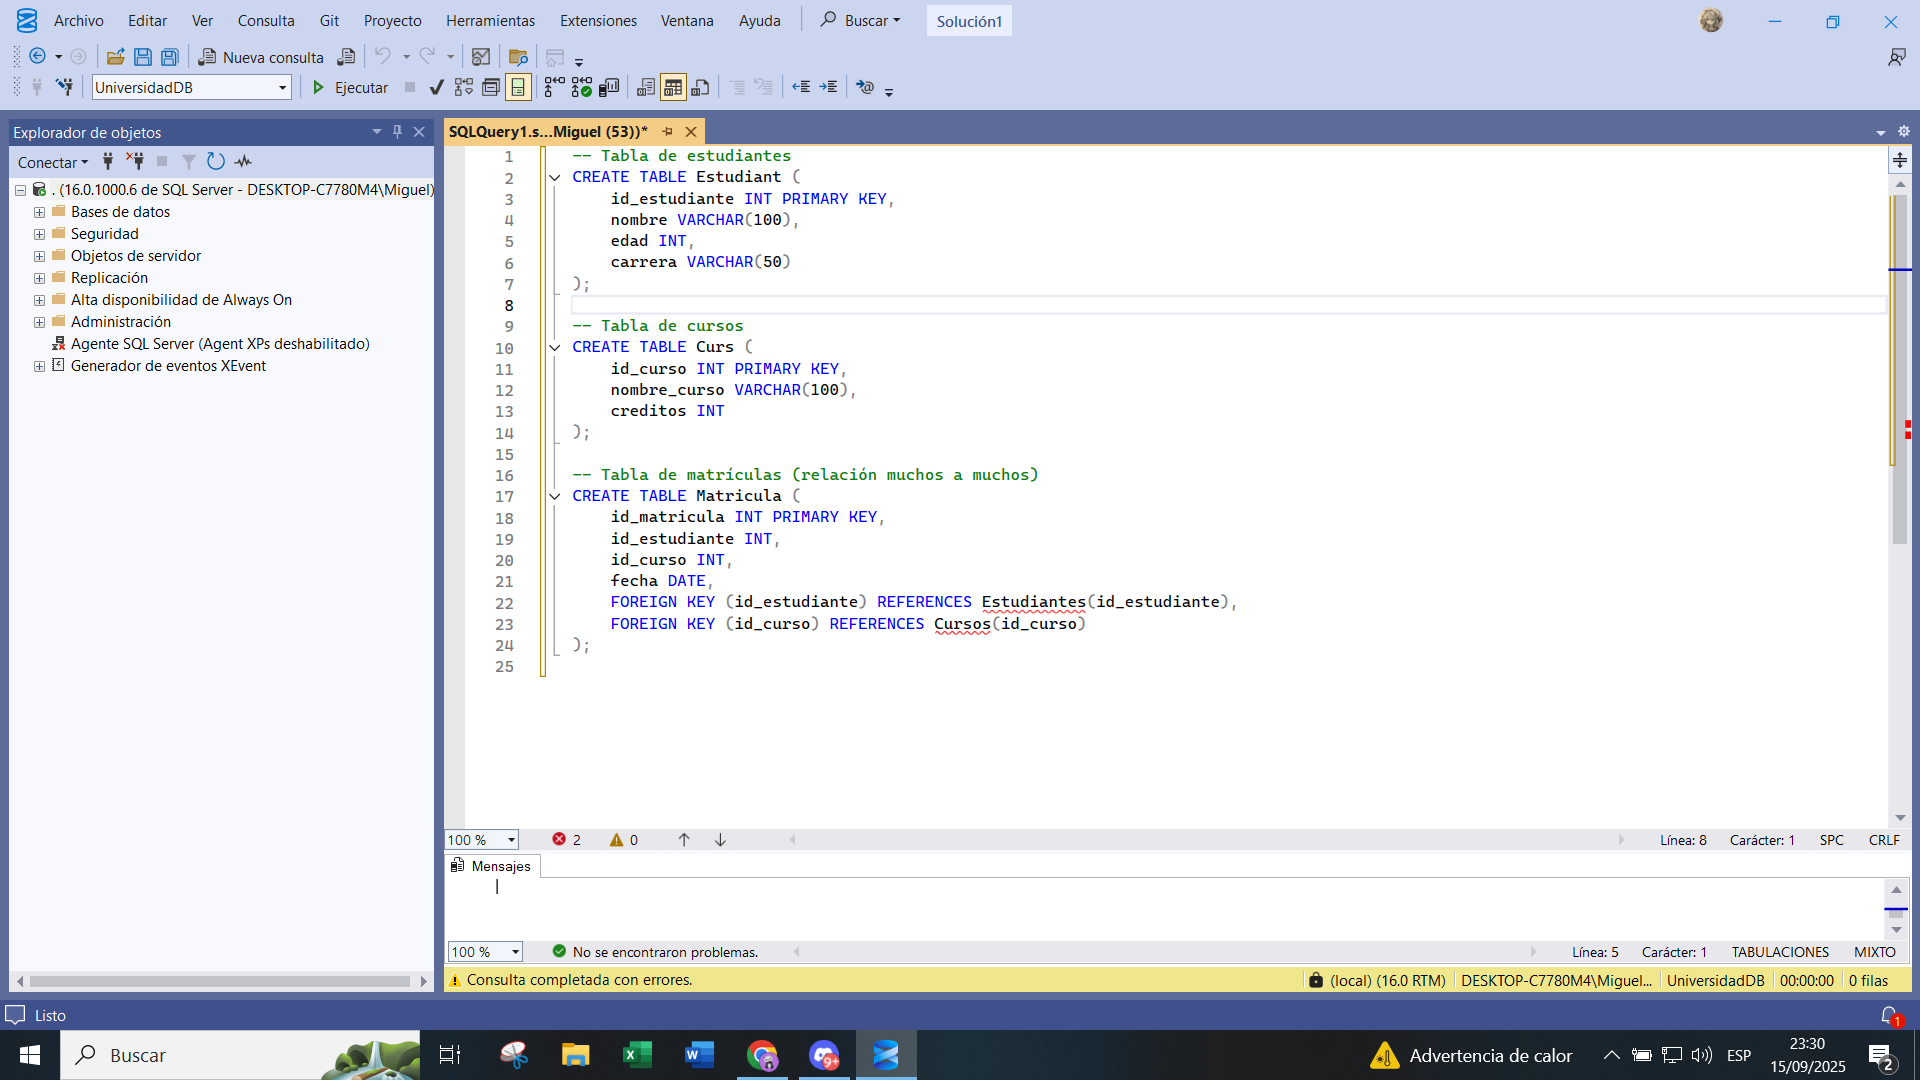 Archivo Editar Ver Consulta Git Proyecto Herramientas Extensiones Ventana Ayuda Buscar Solución1
Nueva consulta
UniversidadDB Ejecutar
Explorador de objetos
Conectar
. (16.0.1000.6 de SQL Server - DESKTOP-C7780M4\Miguel)
Bases de datos
Seguridad
Objetos de servidor
Replicación
Alta disponibilidad de Always On
Administración
Agente SQL Server (Agent XPs deshabilitado)
Generador de eventos XEvent
SQLQuery1.s...Miguel (53))*
1 -- Tabla de estudiantes
2 CREATE TABLE Estudiant (
3 id_estudiante INT PRIMARY KEY,
4 nombre VARCHAR(100),
5 edad INT,
6 carrera VARCHAR(50)
7 );
8
9 -- Tabla de cursos
10 CREATE TABLE Curs (
11 id_curso INT PRIMARY KEY,
12 nombre_curso VARCHAR(100),
13 creditos INT
14 );
15
16 -- Tabla de matrículas (relación muchos a muchos)
17 CREATE TABLE Matricula (
18 id_matricula INT PRIMARY KEY,
19 id_estudiante INT,
20 id_curso INT,
21 fecha DATE,
22 FOREIGN KEY (id_estudiante) REFERENCES Estudiantes(id_estudiante),
23 FOREIGN KEY (id_curso) REFERENCES Cursos(id_curso)
24 );
25
100 % 2 0 Línea: 8 Carácter: 1 SPC CRLF
Mensajes
100 % No se encontraron problemas. Línea: 5 Carácter: 1 TABULACIONES MIXTO
Consulta completada con errores. (local) (16.0 RTM) DESKTOP-C7780M4\Miguel... UniversidadDB 00:00:00 0 filas
Listo 1
Buscar 9+ Advertencia de calor ESP 23:30 2
15/09/2025